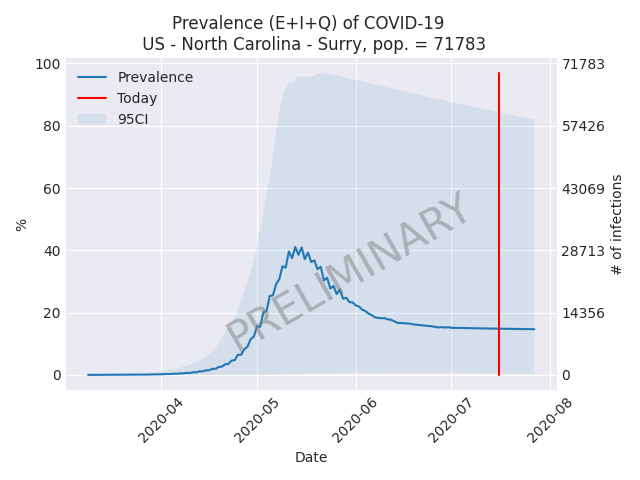 Prevalence (E+I+Q) of COVID-19
US - North Carolina - Surry, pop. = 71783
100
80
60
40
20
0
%
Prevalence
Today
95CI
PRELIMINARY
71783
57426
43069
28713
14356
0
# of infections
2020-04
2020-05
2020-06
2020-07
2020-08
Date